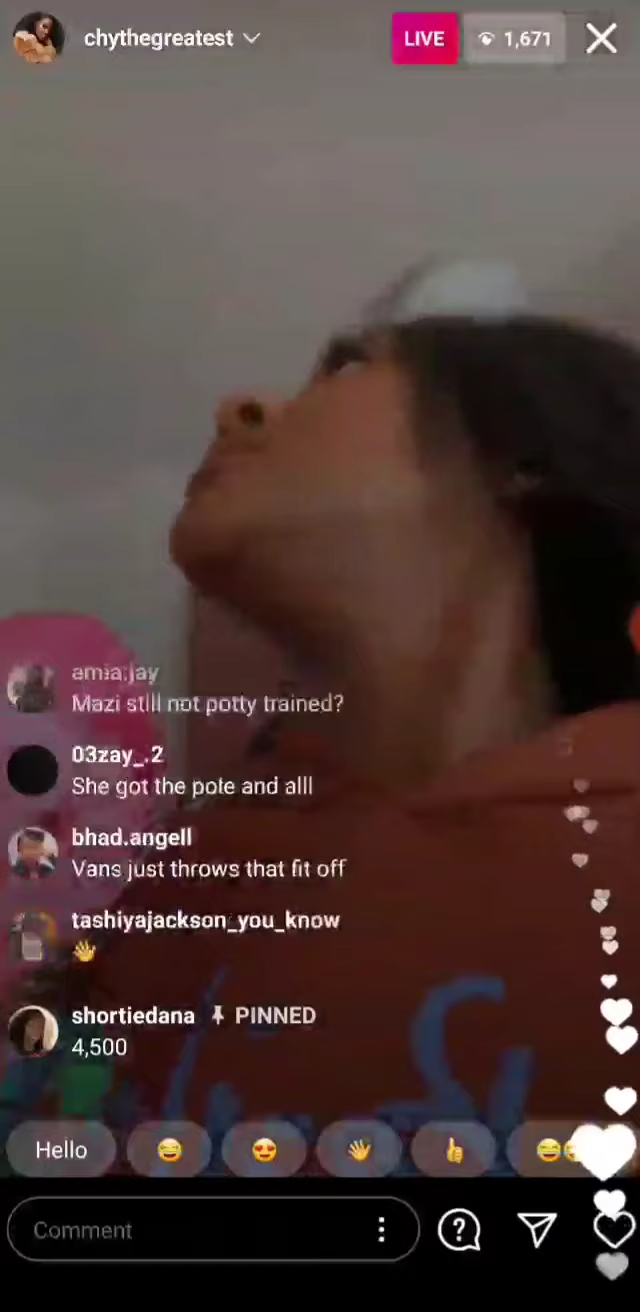 chythegreatest
LIVE
1,671
amia.jay
Mazi still not potty trained?
03zay_.2
She got the pote and alll
bhad.angell
Vans just throws that fit off
tashiyajackson_you_know
👋
shortiedana PINNED
4,500
Hello 😂 😍 👋 👍 😂
Comment